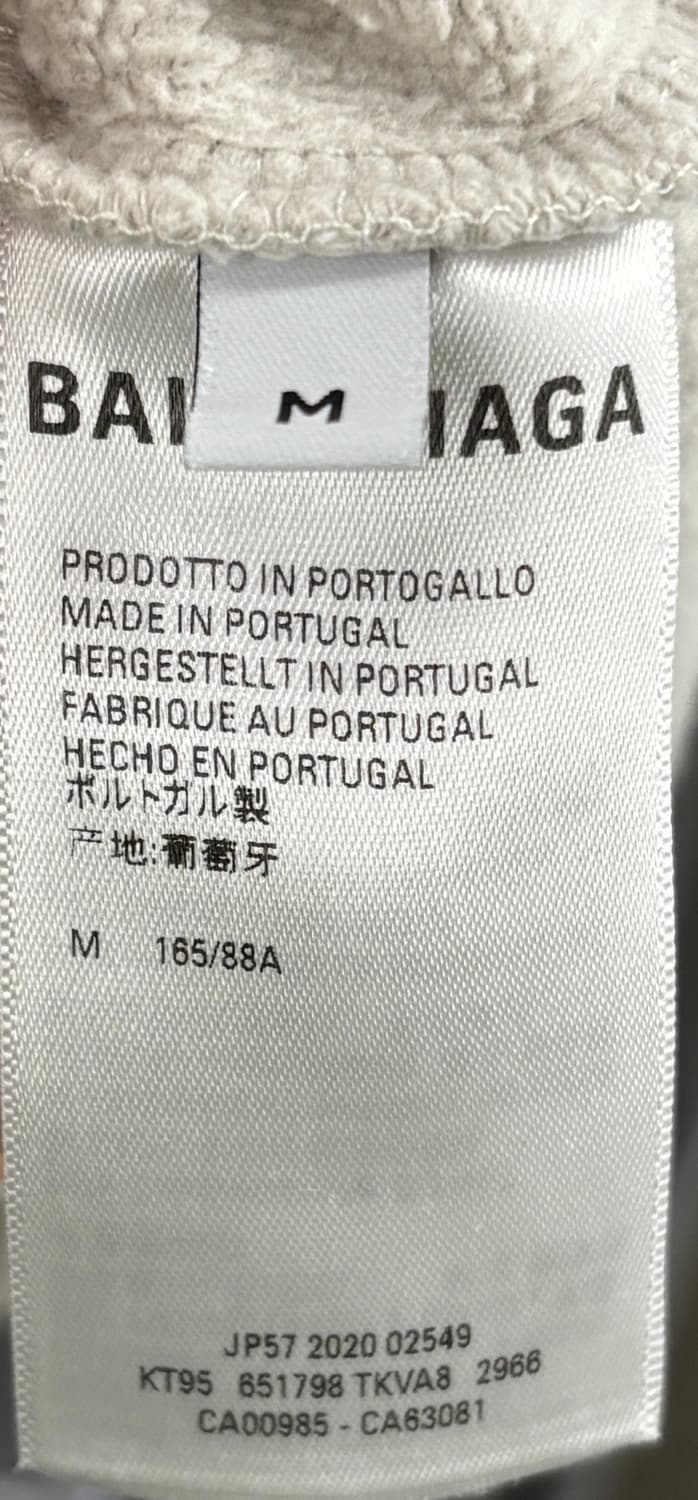 M
BAL IAGA
PRODOTTO IN PORTOGALLO
MADE IN PORTUGAL
HERGESTELLT IN PORTUGAL
FABRIQUE AU PORTUGAL
HECHO EN PORTUGAL
ポルトガル製
产地:葡萄牙
M 165/88A
JP57 2020 02549
KT95 651798 TKVA8 2966
CA00985 - CA63081